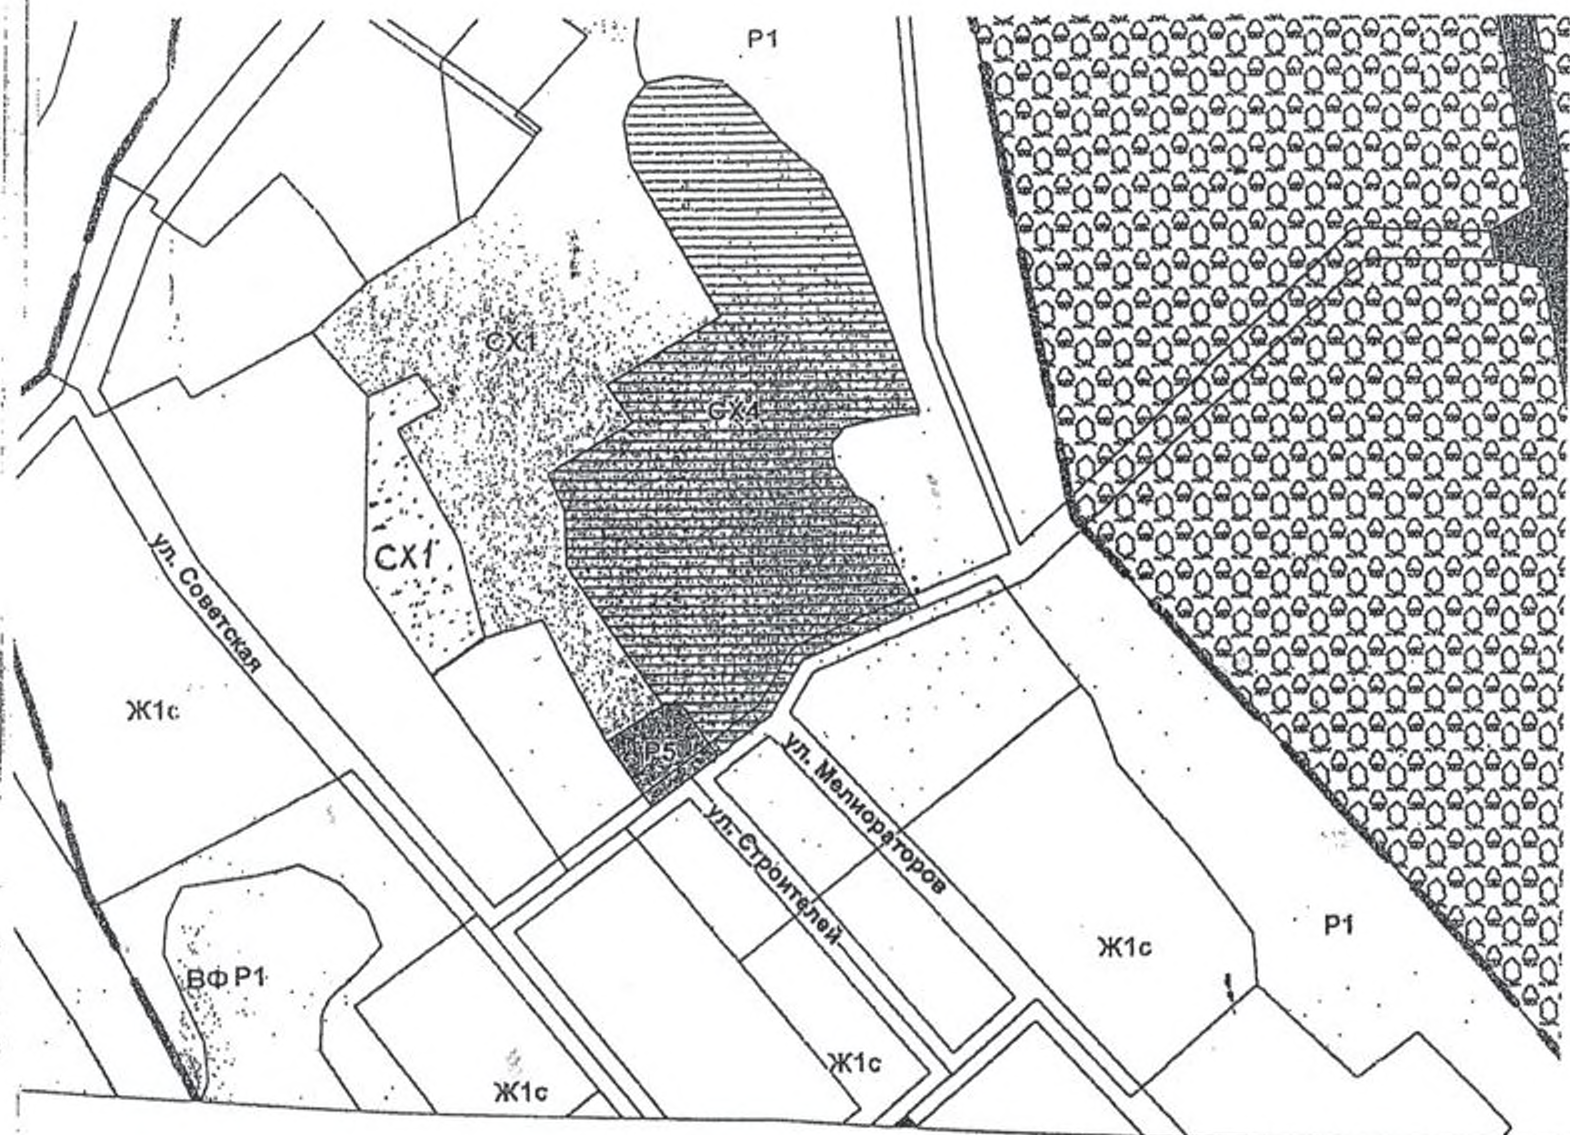 Р1
СХ1
СХ4
СХ1
ул. Советская
Ж1с
Р5
ул. Мелиораторов
ул. Строителей
Р1
Ж1с
ВФ Р1
Ж1с
Ж1с